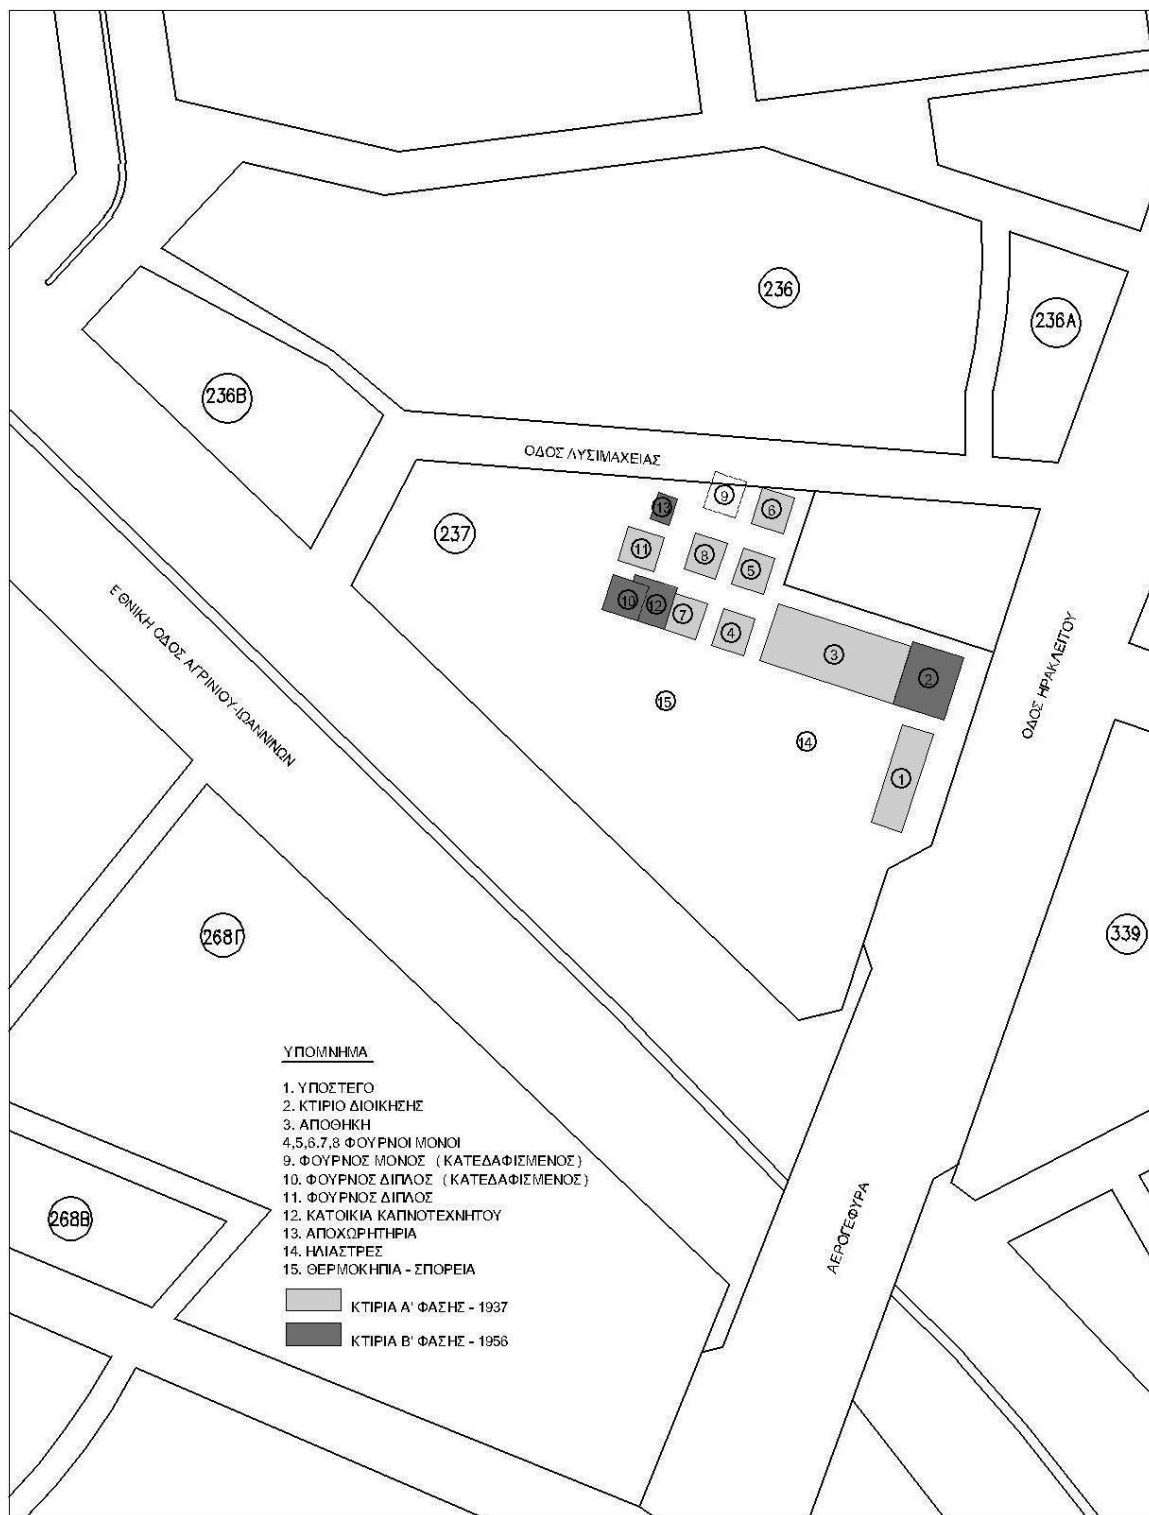 236
236Α
236Β
ΟΔΟΣ ΛΥΣΙΜΑΧΕΙΑΣ
9
6
13
237
11
8
5
10
12
7
4
3
2
15
14
1
ΕΘΝΙΚΗ ΟΔΟΣ ΑΓΡΙΝΙΟΥ-ΙΩΑΝΝΙΝΩΝ
ΟΔΟΣ ΗΡΑΚΛΕΙΤΟΥ
268Γ
339
268Β
ΑΕΡΟΓΕΦΥΡΑ
ΥΠΟΜΝΗΜΑ
1. ΥΠΟΣΤΕΓΟ
2. ΚΤΙΡΙΟ ΔΙΟΙΚΗΣΗΣ
3. ΑΠΟΘΗΚΗ
4,5,6.7,8 ΦΟΥΡΝΟΙ ΜΟΝΟΙ
9. ΦΟΥΡΝΟΣ ΜΟΝΟΣ (ΚΑΤΕΔΑΦΙΣΜΕΝΟΣ)
10. ΦΟΥΡΝΟΣ ΔΙΠΛΟΣ (ΚΑΤΕΔΑΦΙΣΜΕΝΟΣ)
11. ΦΟΥΡΝΟΣ ΔΙΠΛΟΣ
12. ΚΑΤΟΙΚΙΑ ΚΑΠΝΟΤΕΧΝΗΤΟΥ
13. ΑΠΟΧΩΡΗΤΗΡΙΑ
14. ΗΛΙΑΣΤΡΕΣ
15. ΘΕΡΜΟΚΗΠΙΑ - ΣΠΟΡΕΙΑ
ΚΤΙΡΙΑ Α' ΦΑΣΗΣ - 1937
ΚΤΙΡΙΑ Β' ΦΑΣΗΣ - 1956